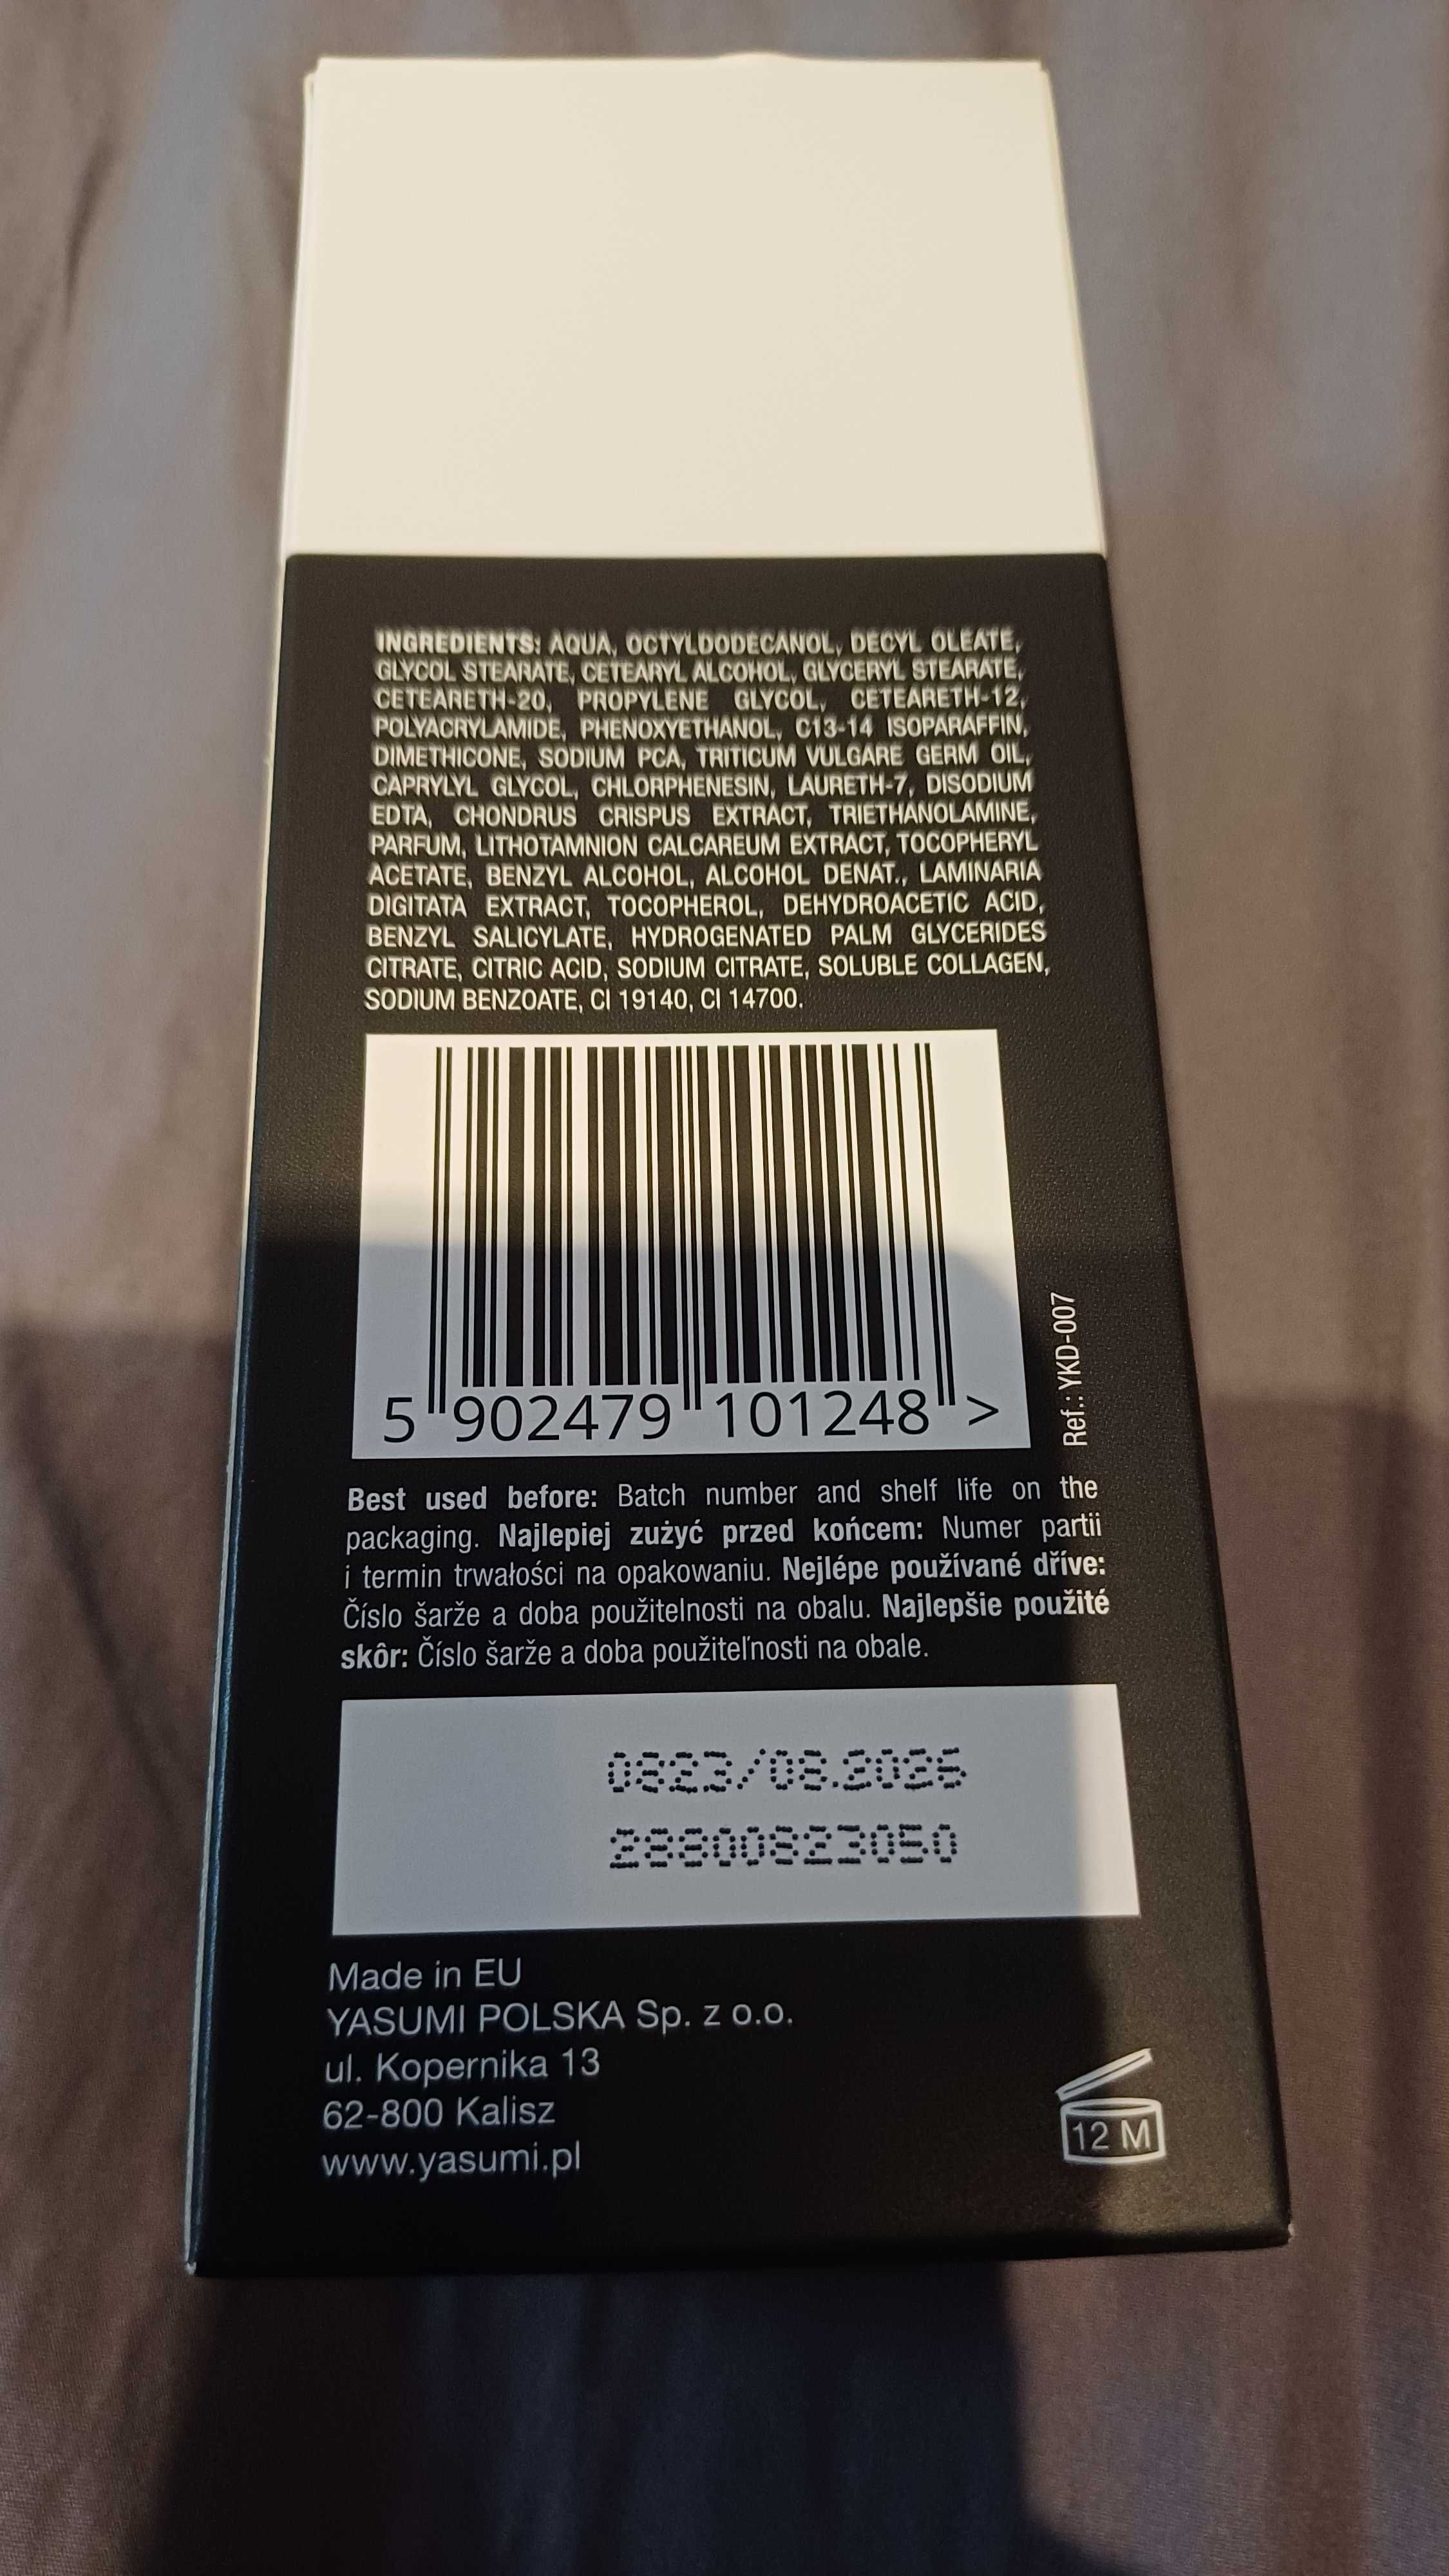 INGREDIENTS: AQUA, OCTYLDODECANOL, DECYL OLEATE,
GLYCOL STEARATE, CETEARYL ALCOHOL, GLYCERYL STEARATE,
CETEARETH-20, PROPYLENE GLYCOL, CETEARETH-12,
POLYACRYLAMIDE, PHENOXYETHANOL, C13-14 ISOPARAFFIN,
DIMETHICONE, SODIUM PCA, TRITICUM VULGARE GERM OIL,
CAPRYLYL GLYCOL, CHLORPHENESIN, LAURETH-7, DISODIUM
EDTA, CHONDRUS CRISPUS EXTRACT, TRIETHANOLAMINE,
PARFUM, LITHOTAMNION CALCAREUM EXTRACT, TOCOPHERYL
ACETATE, BENZYL ALCOHOL, ALCOHOL DENAT., LAMINARIA
DIGITATA EXTRACT, TOCOPHEROL, DEHYDROACETIC ACID,
BENZYL SALICYLATE, HYDROGENATED PALM GLYCERIDES
CITRATE, CITRIC ACID, SODIUM CITRATE, SOLUBLE COLLAGEN,
SODIUM BENZOATE, CI 19140, CI 14700.
5 902479 101248 >
Ref.: YKD-007
Best used before: Batch number and shelf life on the
packaging. Najlepiej zużyć przed końcem: Numer partii
i termin trwałości na opakowaniu. Nejlépe používané dříve:
Číslo šarže a doba použitelnosti na obalu. Najlepšie použité
skôr: Číslo šarže a doba použiteľnosti na obale.
0823/08.2026
28800823050
Made in EU
YASUMI POLSKA Sp. z o.o.
ul. Kopernika 13
62-800 Kalisz
www.yasumi.pl
12 M